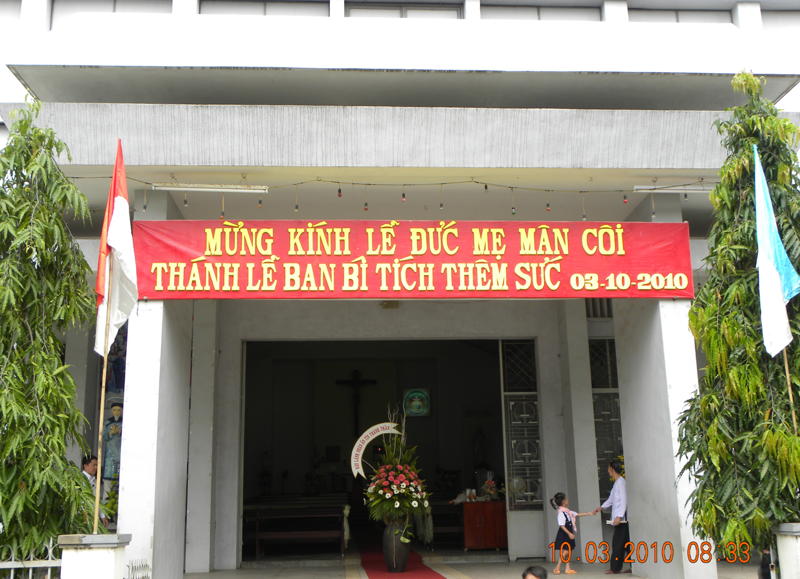 MỪNG KÍNH LỄ ĐỨC MẸ MÂN CÔI
THÁNH LỄ BAN BÍ TÍCH THÊM SỨC 03-10-2010
10.03.2010 08:33